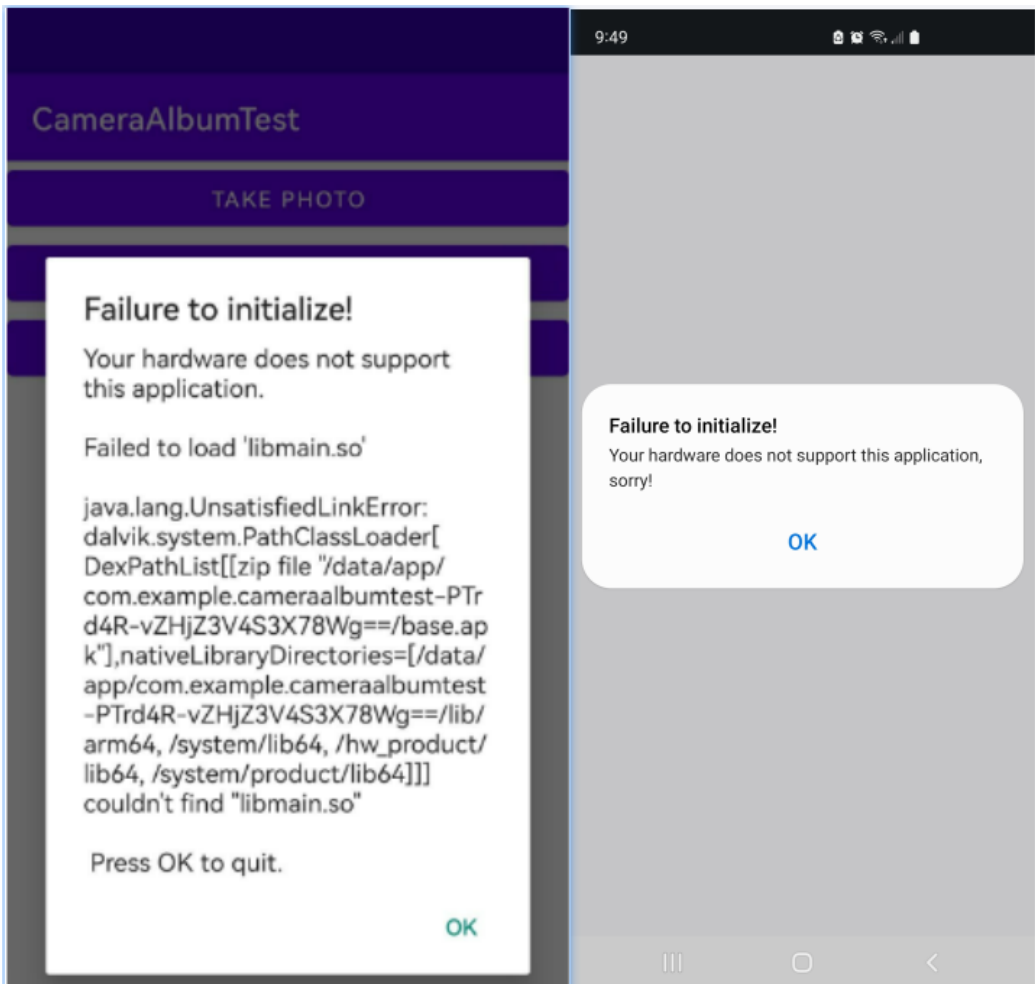 CameraAlbumTest
TAKE PHOTO
Failure to initialize!
Your hardware does not support
this application.
Failed to load 'libmain.so'
java.lang.UnsatisfiedLinkError:
dalvik.system.PathClassLoader[
DexPathList[[zip file "/data/app/
com.example.cameraalbumtest-PTr
d4R-vZHjZ3V4S3X78Wg==/base.ap
k"],nativeLibraryDirectories=[/data/
app/com.example.cameraalbumtest
-PTrd4R-vZHjZ3V4S3X78Wg==/lib/
arm64, /system/lib64, /hw_product/
lib64, /system/product/lib64]]]
couldn't find "libmain.so"
Press OK to quit.
OK
9:49
Failure to initialize!
Your hardware does not support this application,
sorry!
OK